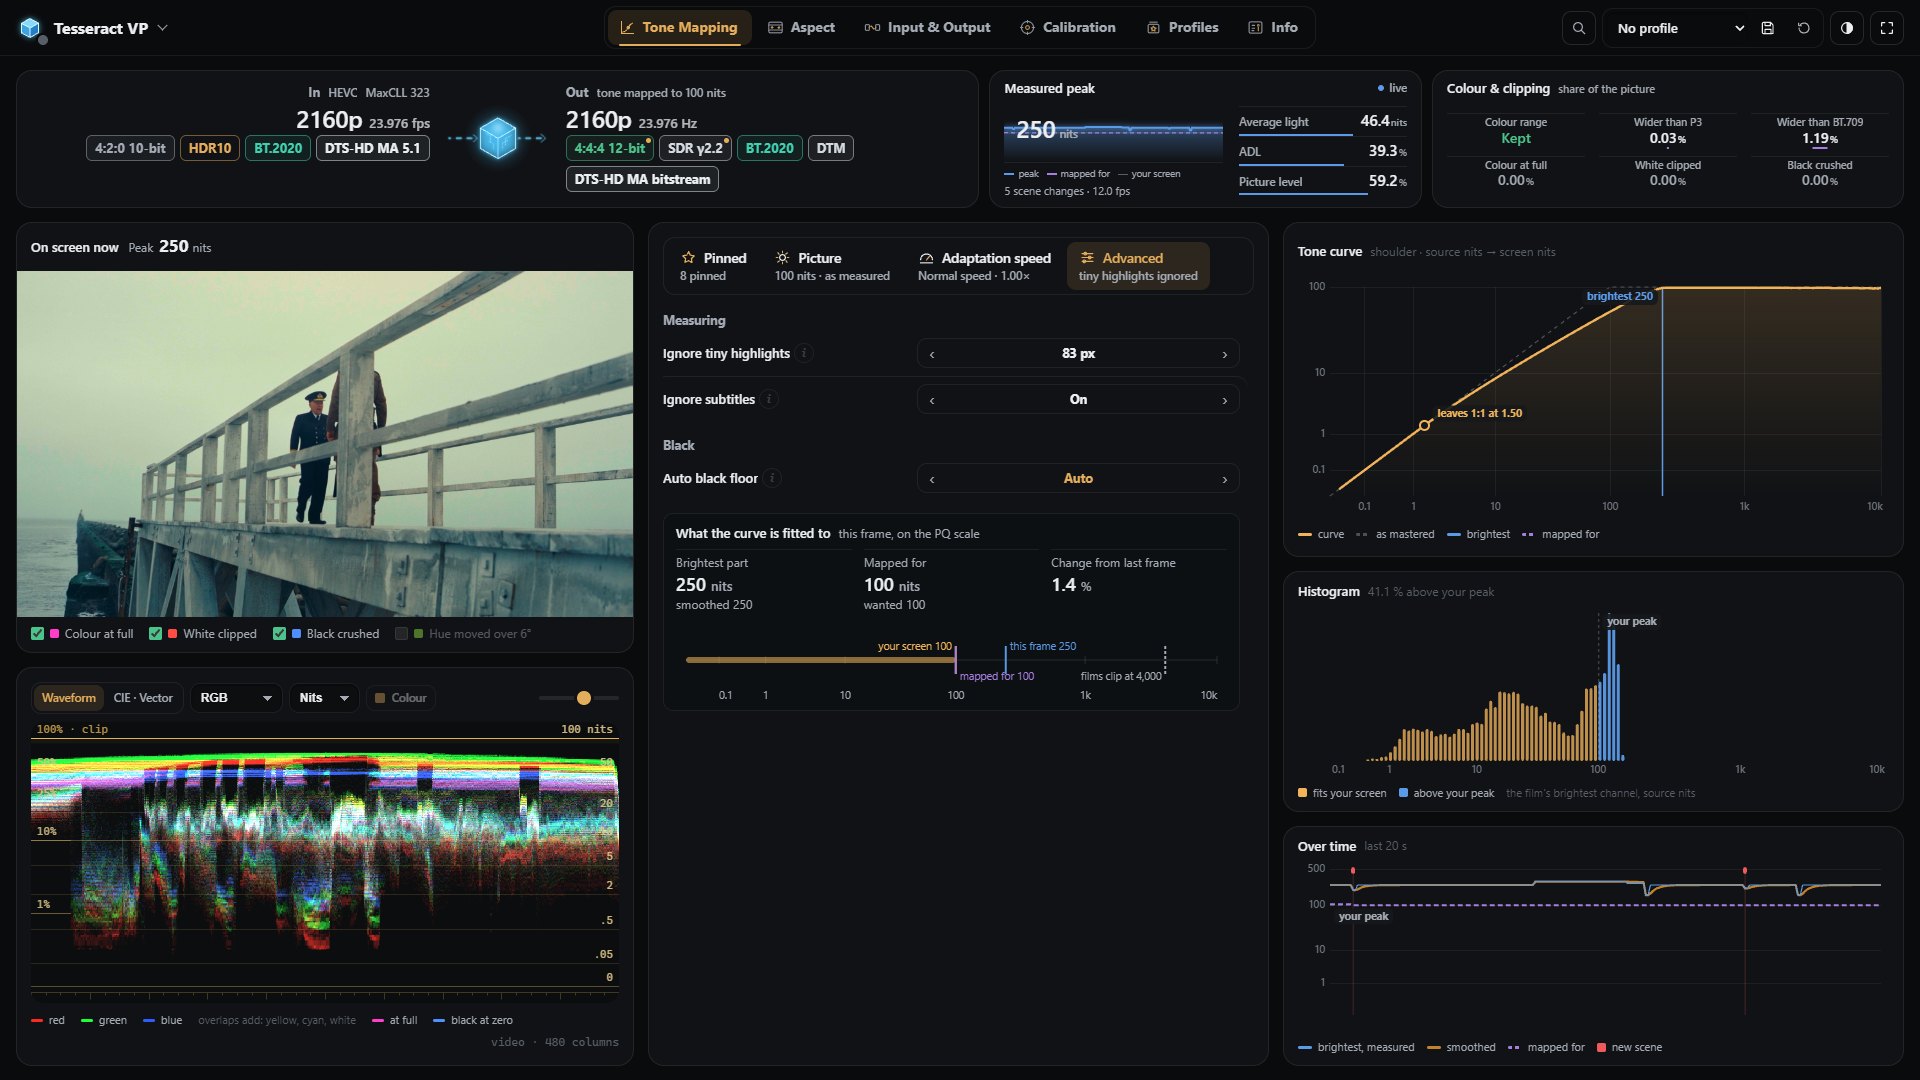 Tesseract VP
Tone Mapping
Aspect
Input & Output
Calibration
Profiles
Info
No profile
In HEVC MaxCLL 323
2160p 23.976 fps
4:2:0 10-bit
HDR10
BT.2020
DTS-HD MA 5.1
Out tone mapped to 100 nits
2160p 23.976 Hz
4:4:4 12-bit
SDR γ2.2
BT.2020
DTM
DTS-HD MA bitstream
Measured peak
live
250 nits
peak
mapped for
your screen
5 scene changes · 12.0 fps
Average light 46.4 nits
ADL 39.3 %
Picture level 59.2 %
Colour & clipping share of the picture
Colour range
Kept
Wider than P3
0.03 %
Wider than BT.709
1.19 %
Colour at full
0.00 %
White clipped
0.00 %
Black crushed
0.00 %
On screen now Peak 250 nits
Colour at full
White clipped
Black crushed
Hue moved over 6°
Waveform
CIE · Vector
RGB
Nits
Colour
100% · clip
100 nits
50
20
10%
5
2
1%
.5
.05
0
red
green
blue
overlaps add: yellow, cyan, white
at full
black at zero
video · 480 columns
Pinned
8 pinned
Picture
100 nits · as measured
Adaptation speed
Normal speed · 1.00×
Advanced
tiny highlights ignored
Measuring
Ignore tiny highlights i
‹ 83 px ›
Ignore subtitles i
‹ On ›
Black
Auto black floor i
‹ Auto ›
What the curve is fitted to this frame, on the PQ scale
Brightest part
250 nits
smoothed 250
Mapped for
100 nits
wanted 100
Change from last frame
1.4 %
your screen 100
this frame 250
mapped for 100
films clip at 4,000
0.1 1 10 100 1k 10k
Tone curve shoulder · source nits → screen nits
100
brightest 250
10
leaves 1:1 at 1.50
1
0.1
0.1 1 10 100 1k 10k
curve
as mastered
brightest
mapped for
Histogram 41.1 % above your peak
your peak
0.1 1 10 100 1k 10k
fits your screen
above your peak
the film's brightest channel, source nits
Over time last 20 s
500
100
your peak
10
1
brightest, measured
smoothed
mapped for
new scene